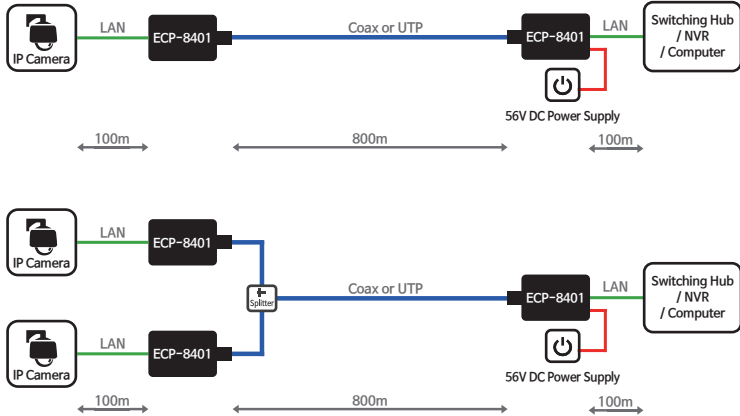 IP Camera
LAN
ECP-8401
Coax or UTP
ECP-8401
LAN
Switching Hub
/ NVR
/ Computer
56V DC Power Supply
100m
800m
100m
IP Camera
LAN
ECP-8401
Splitter
Coax or UTP
ECP-8401
LAN
Switching Hub
/ NVR
/ Computer
IP Camera
LAN
ECP-8401
56V DC Power Supply
100m
800m
100m